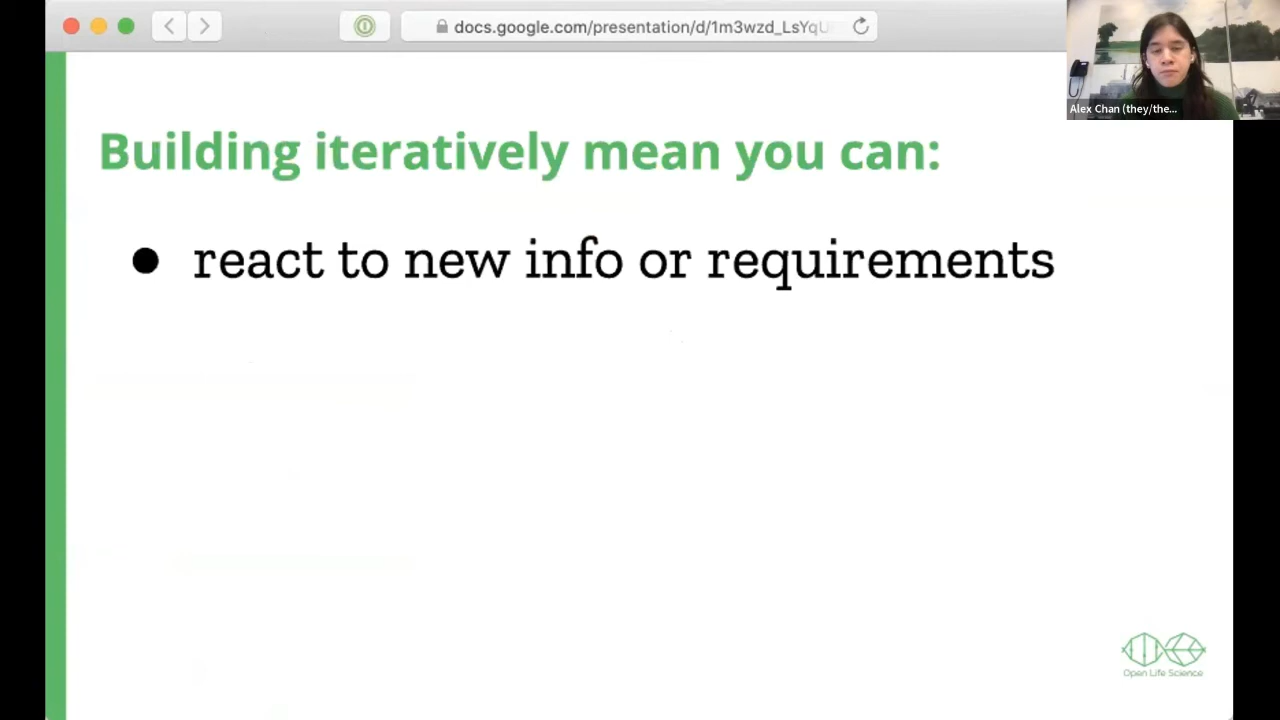 docs.google.com/presentation/d/1m3wzd_LsYqU
Alex Chan (they/the...
Building iteratively mean you can:
● react to new info or requirements
Open Life Science